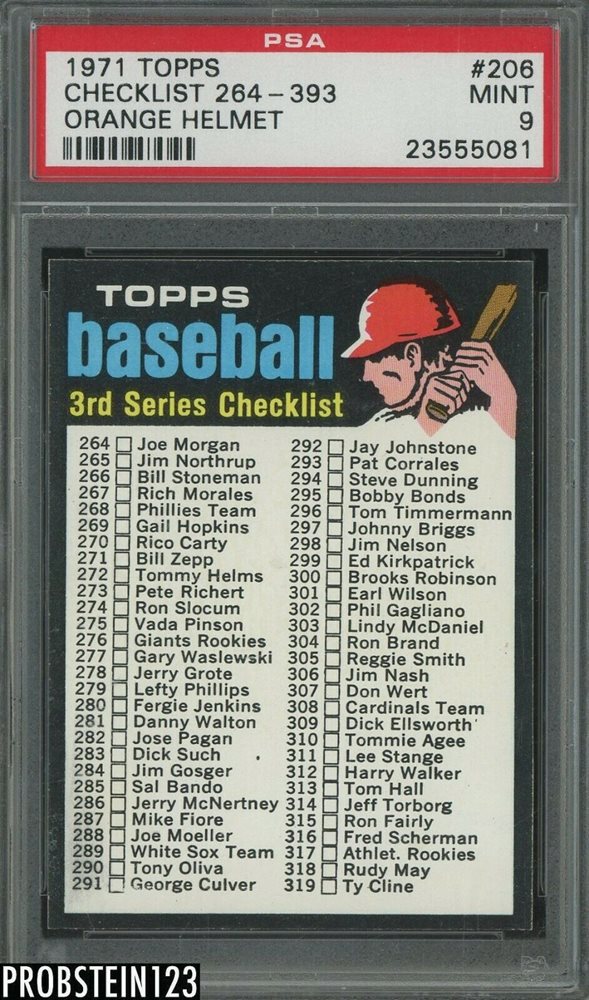 PSA
1971 TOPPS #206
CHECKLIST 264-393 MINT
ORANGE HELMET 9
23555081
TOPPS
baseball
3rd Series Checklist
264 Joe Morgan
265 Jim Northrup
266 Bill Stoneman
267 Rich Morales
268 Phillies Team
269 Gail Hopkins
270 Rico Carty
271 Bill Zepp
272 Tommy Helms
273 Pete Richert
274 Ron Slocum
275 Vada Pinson
276 Giants Rookies
277 Gary Waslewski
278 Jerry Grote
279 Lefty Phillips
280 Fergie Jenkins
281 Danny Walton
282 Jose Pagan
283 Dick Such
284 Jim Gosger
285 Sal Bando
286 Jerry McNertney
287 Mike Fiore
288 Joe Moeller
289 White Sox Team
290 Tony Oliva
291 George Culver
292 Jay Johnstone
293 Pat Corrales
294 Steve Dunning
295 Bobby Bonds
296 Tom Timmermann
297 Johnny Briggs
298 Jim Nelson
299 Ed Kirkpatrick
300 Brooks Robinson
301 Earl Wilson
302 Phil Gagliano
303 Lindy McDaniel
304 Ron Brand
305 Reggie Smith
306 Jim Nash
307 Don Wert
308 Cardinals Team
309 Dick Ellsworth
310 Tommie Agee
311 Lee Stange
312 Harry Walker
313 Tom Hall
314 Jeff Torborg
315 Ron Fairly
316 Fred Scherman
317 Athlet. Rookies
318 Rudy May
319 Ty Cline
PROBSTEIN123